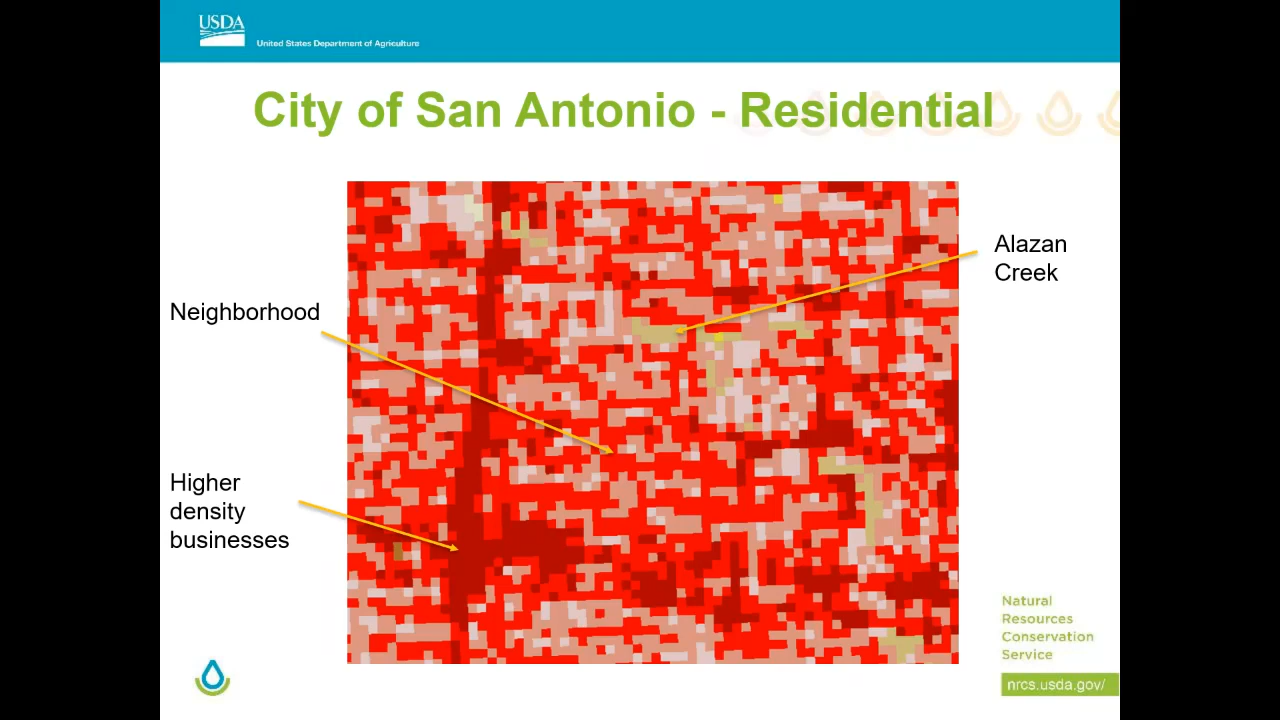 USDA
United States Department of Agriculture
City of San Antonio - Residential
Alazan
Creek
Neighborhood
Higher
density
businesses
Natural
Resources
Conservation
Service
nrcs.usda.gov/